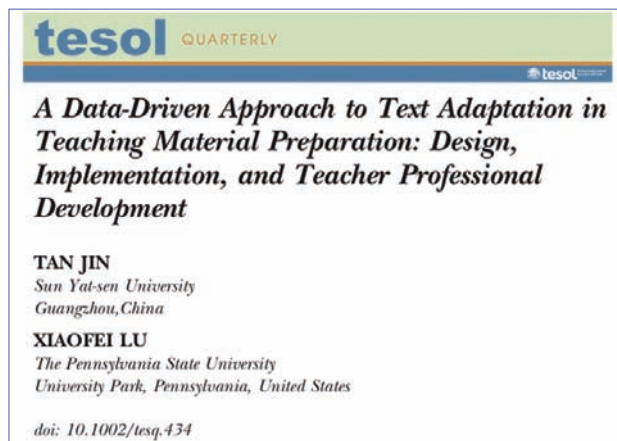 tesol QUARTERLY
tesol
A Data-Driven Approach to Text Adaptation in
Teaching Material Preparation: Design,
Implementation, and Teacher Professional
Development
TAN JIN
Sun Yat-sen University
Guangzhou,China
XIAOFEI LU
The Pennsylvania State University
University Park, Pennsylvania, United States
doi: 10.1002/tesq.434